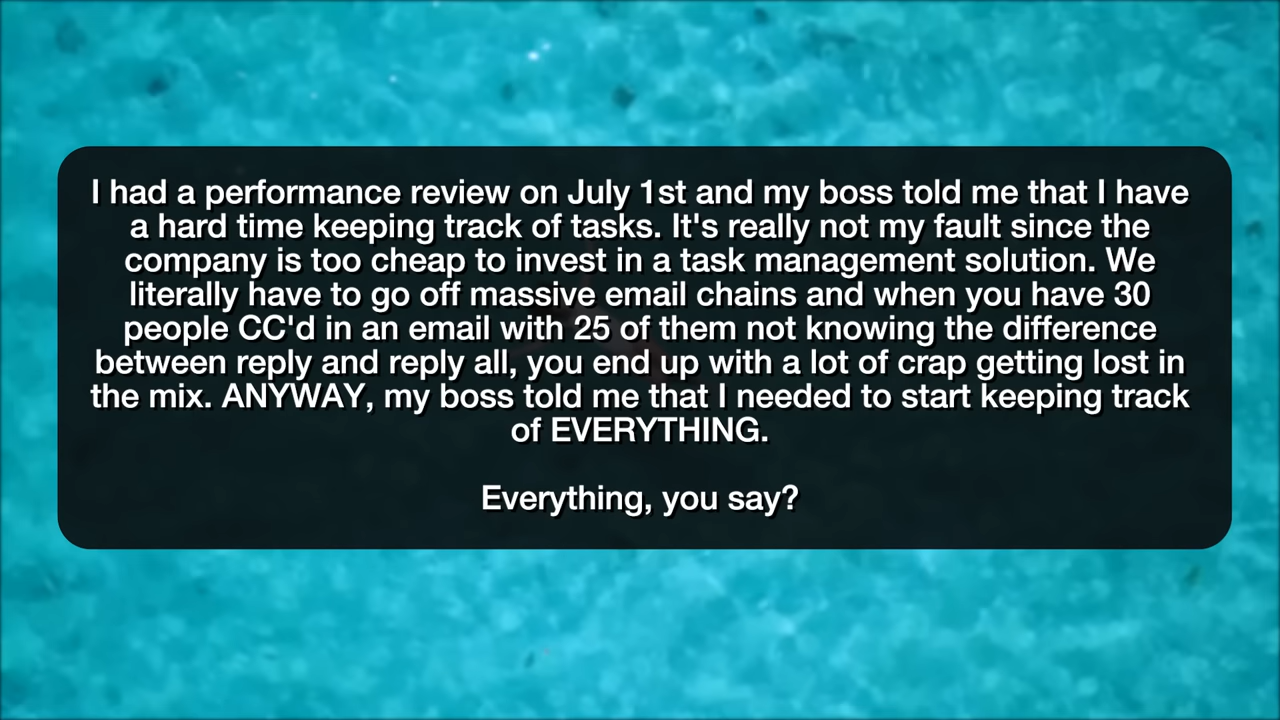 I had a performance review on July 1st and my boss told me that I have
a hard time keeping track of tasks. It's really not my fault since the
company is too cheap to invest in a task management solution. We
literally have to go off massive email chains and when you have 30
people CC'd in an email with 25 of them not knowing the difference
between reply and reply all, you end up with a lot of crap getting lost in
the mix. ANYWAY, my boss told me that I needed to start keeping track
of EVERYTHING.
Everything, you say?